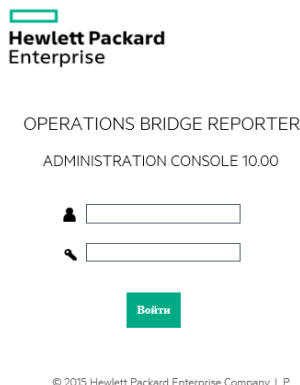 Hewlett Packard
Enterprise
OPERATIONS BRIDGE REPORTER
ADMINISTRATION CONSOLE 10.00
Войти
© 2015 Hewlett Packard Enterprise Company, L.P.